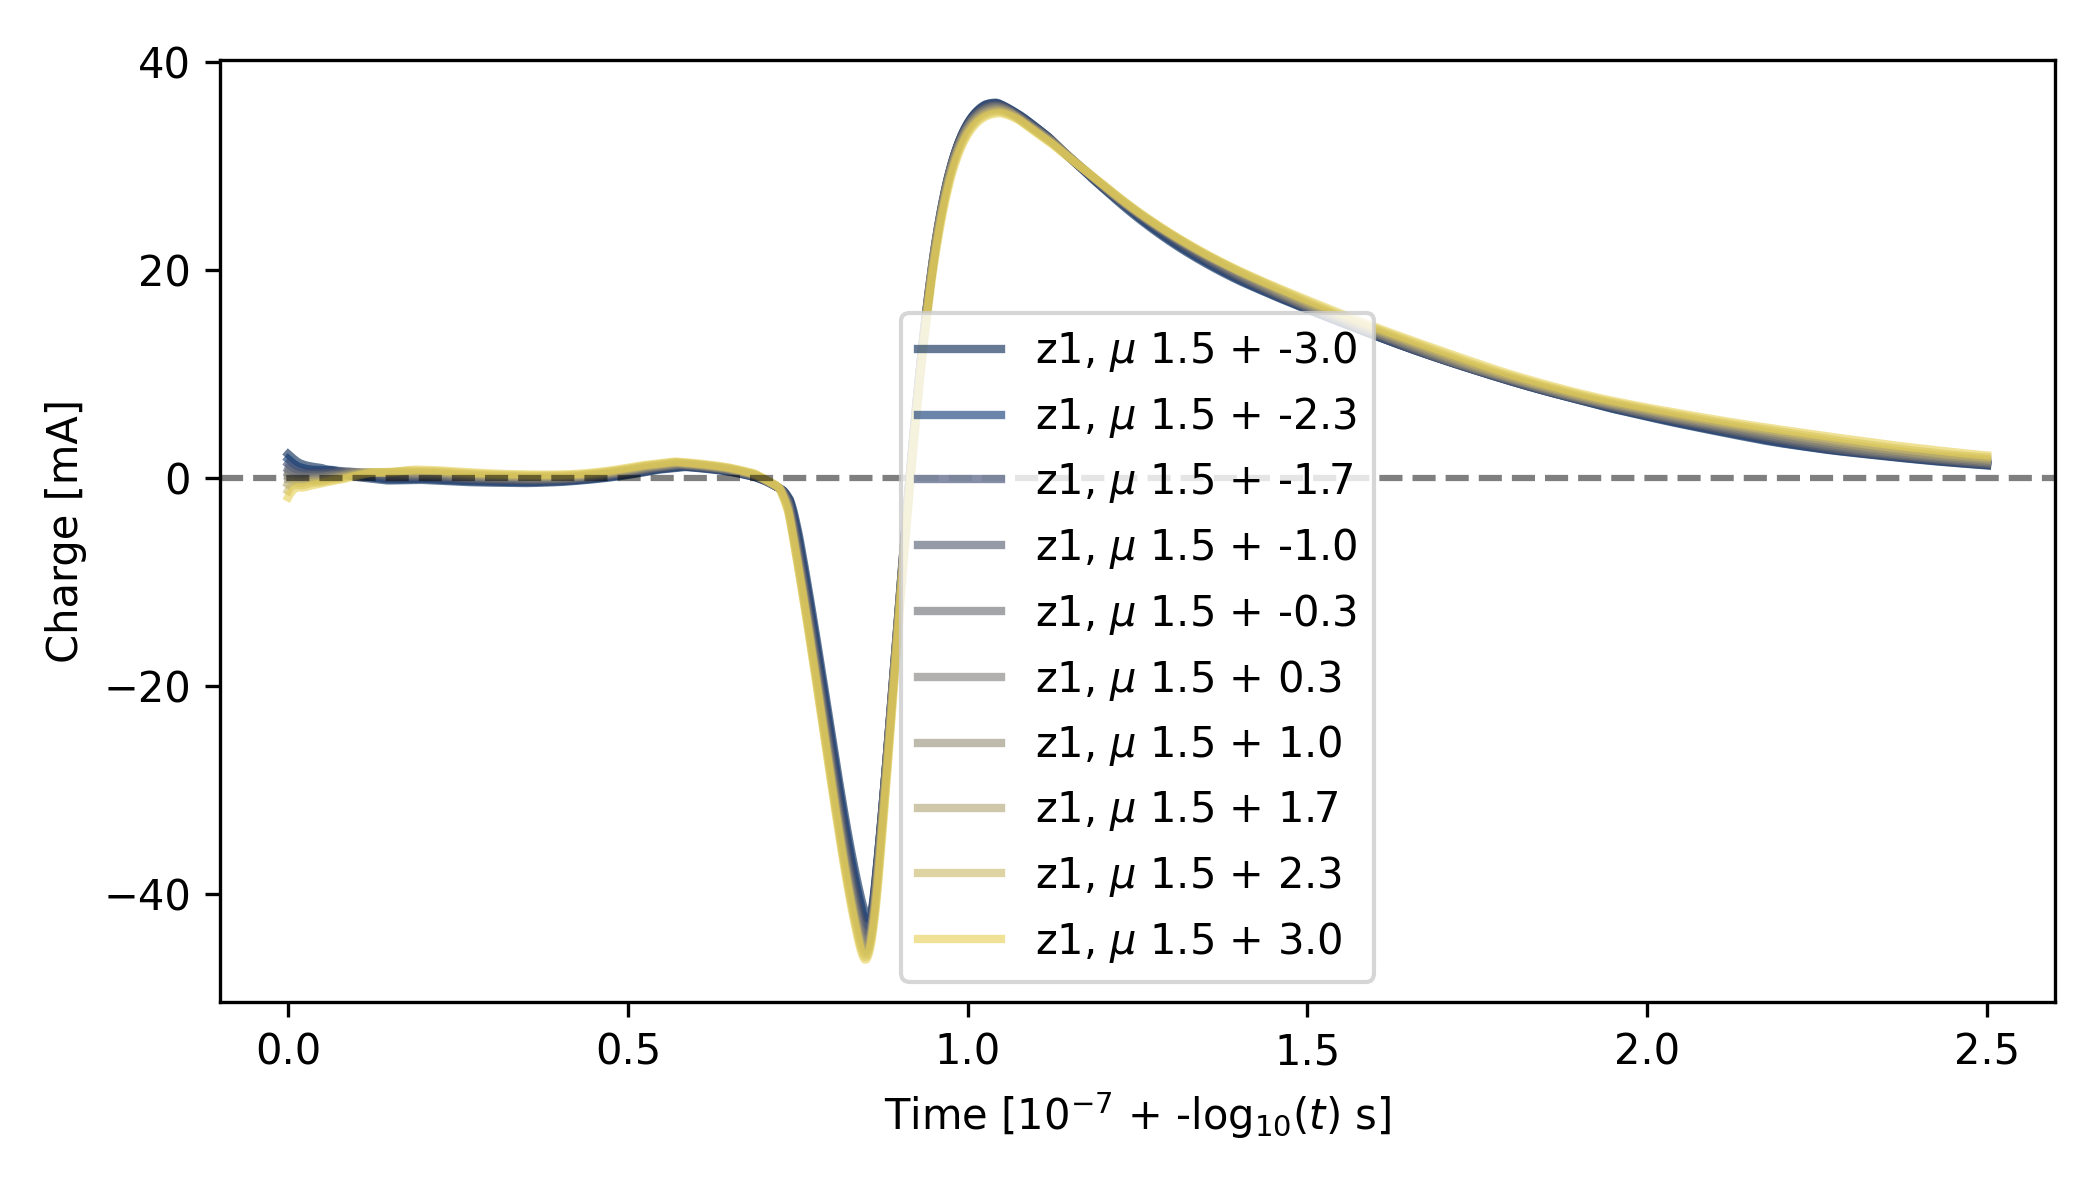 40
20
0
−20
−40
Charge [mA]
z1, μ 1.5 + -3.0
z1, μ 1.5 + -2.3
z1, μ 1.5 + -1.7
z1, μ 1.5 + -1.0
z1, μ 1.5 + -0.3
z1, μ 1.5 + 0.3
z1, μ 1.5 + 1.0
z1, μ 1.5 + 1.7
z1, μ 1.5 + 2.3
z1, μ 1.5 + 3.0
0.0 0.5 1.0 1.5 2.0 2.5
Time [10⁻⁷ + -log₁₀(t) s]